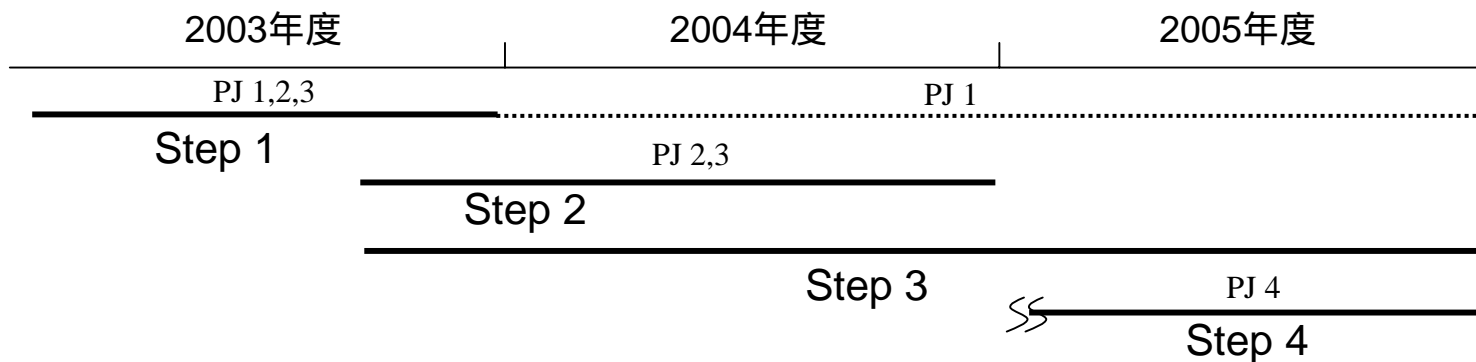 2003年度 2004年度 2005年度
PJ 1,2,3 PJ 1
Step 1
PJ 2,3
Step 2
Step 3
PJ 4
Step 4